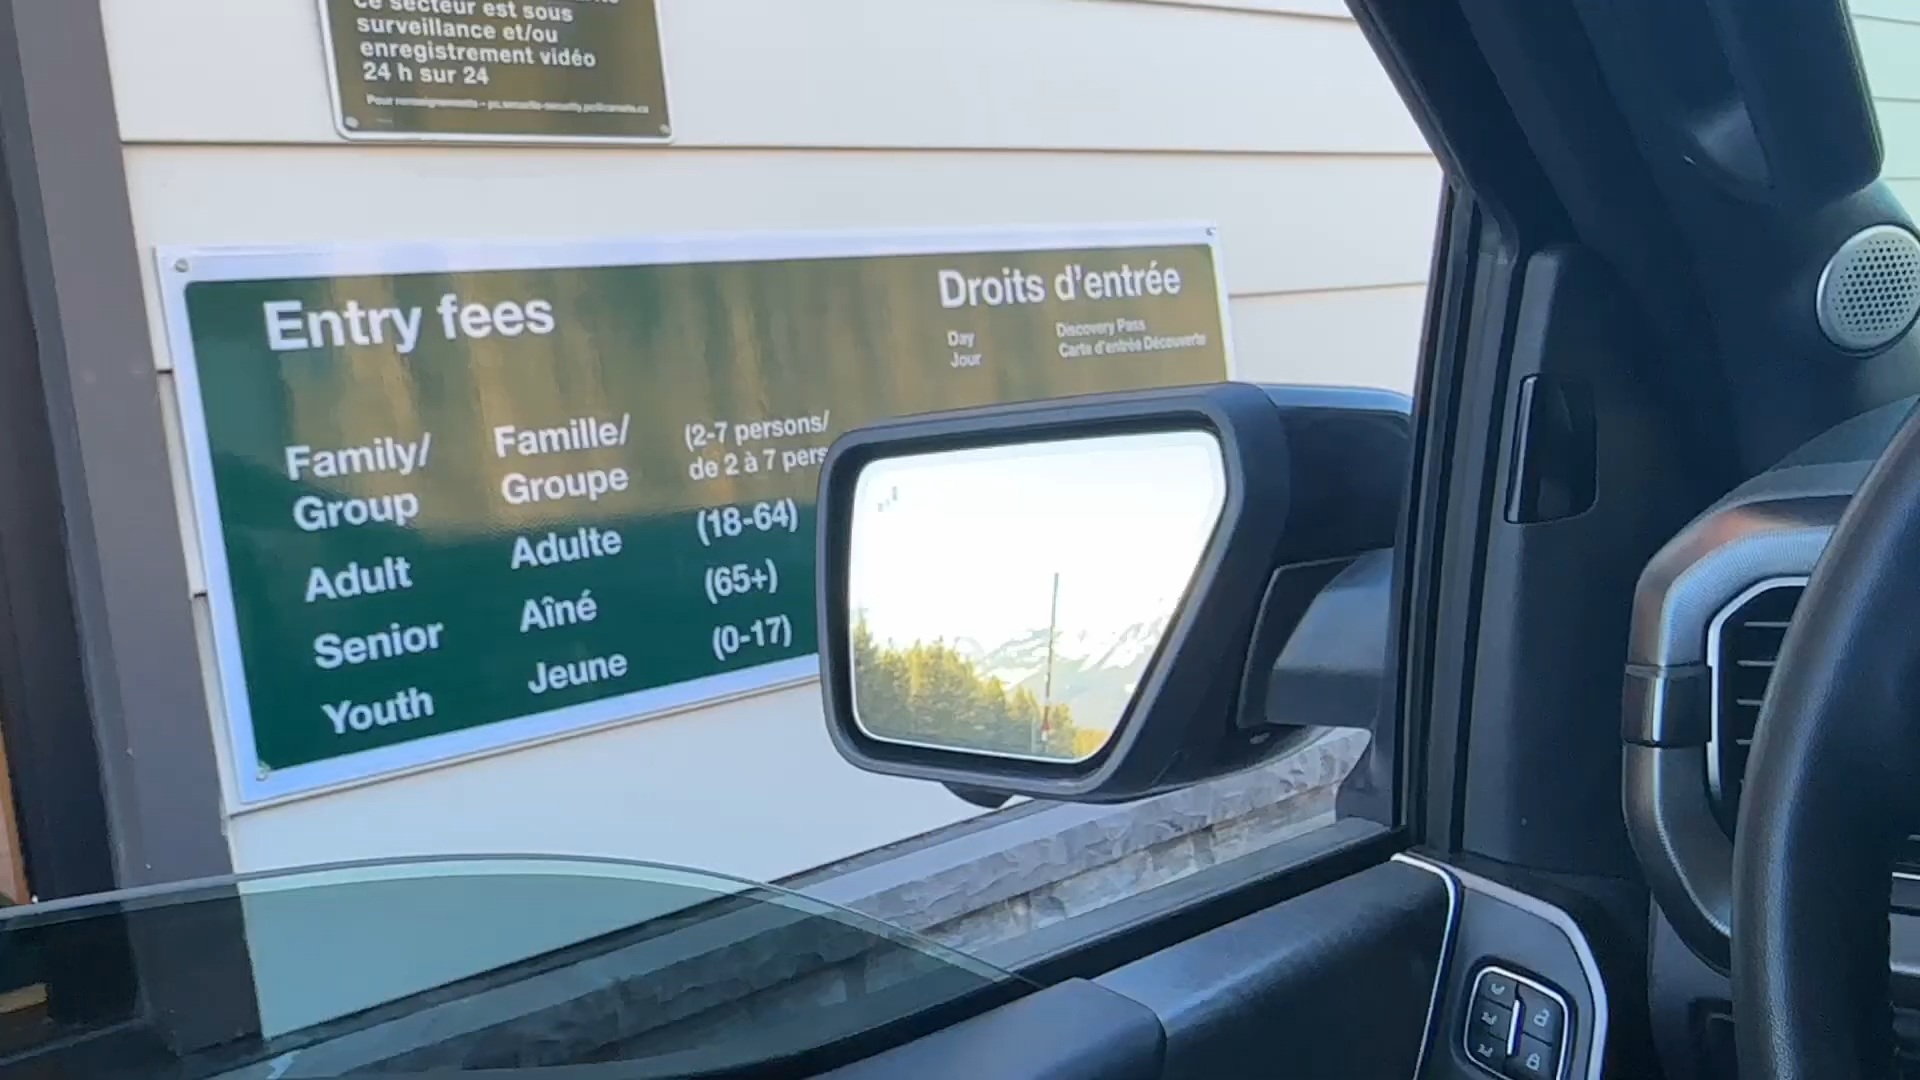 ce secteur est sous
surveillance et/ou
enregistrement vidéo
24 h sur 24
Entry fees
Droits d'entrée
Day
Jour
Discovery Pass
Carte d'entrée Découverte
Family/
Group
Famille/
Groupe
(2-7 persons/
de 2 à 7 pers
Adult Adulte (18-64)
Senior Aîné (65+)
Youth Jeune (0-17)